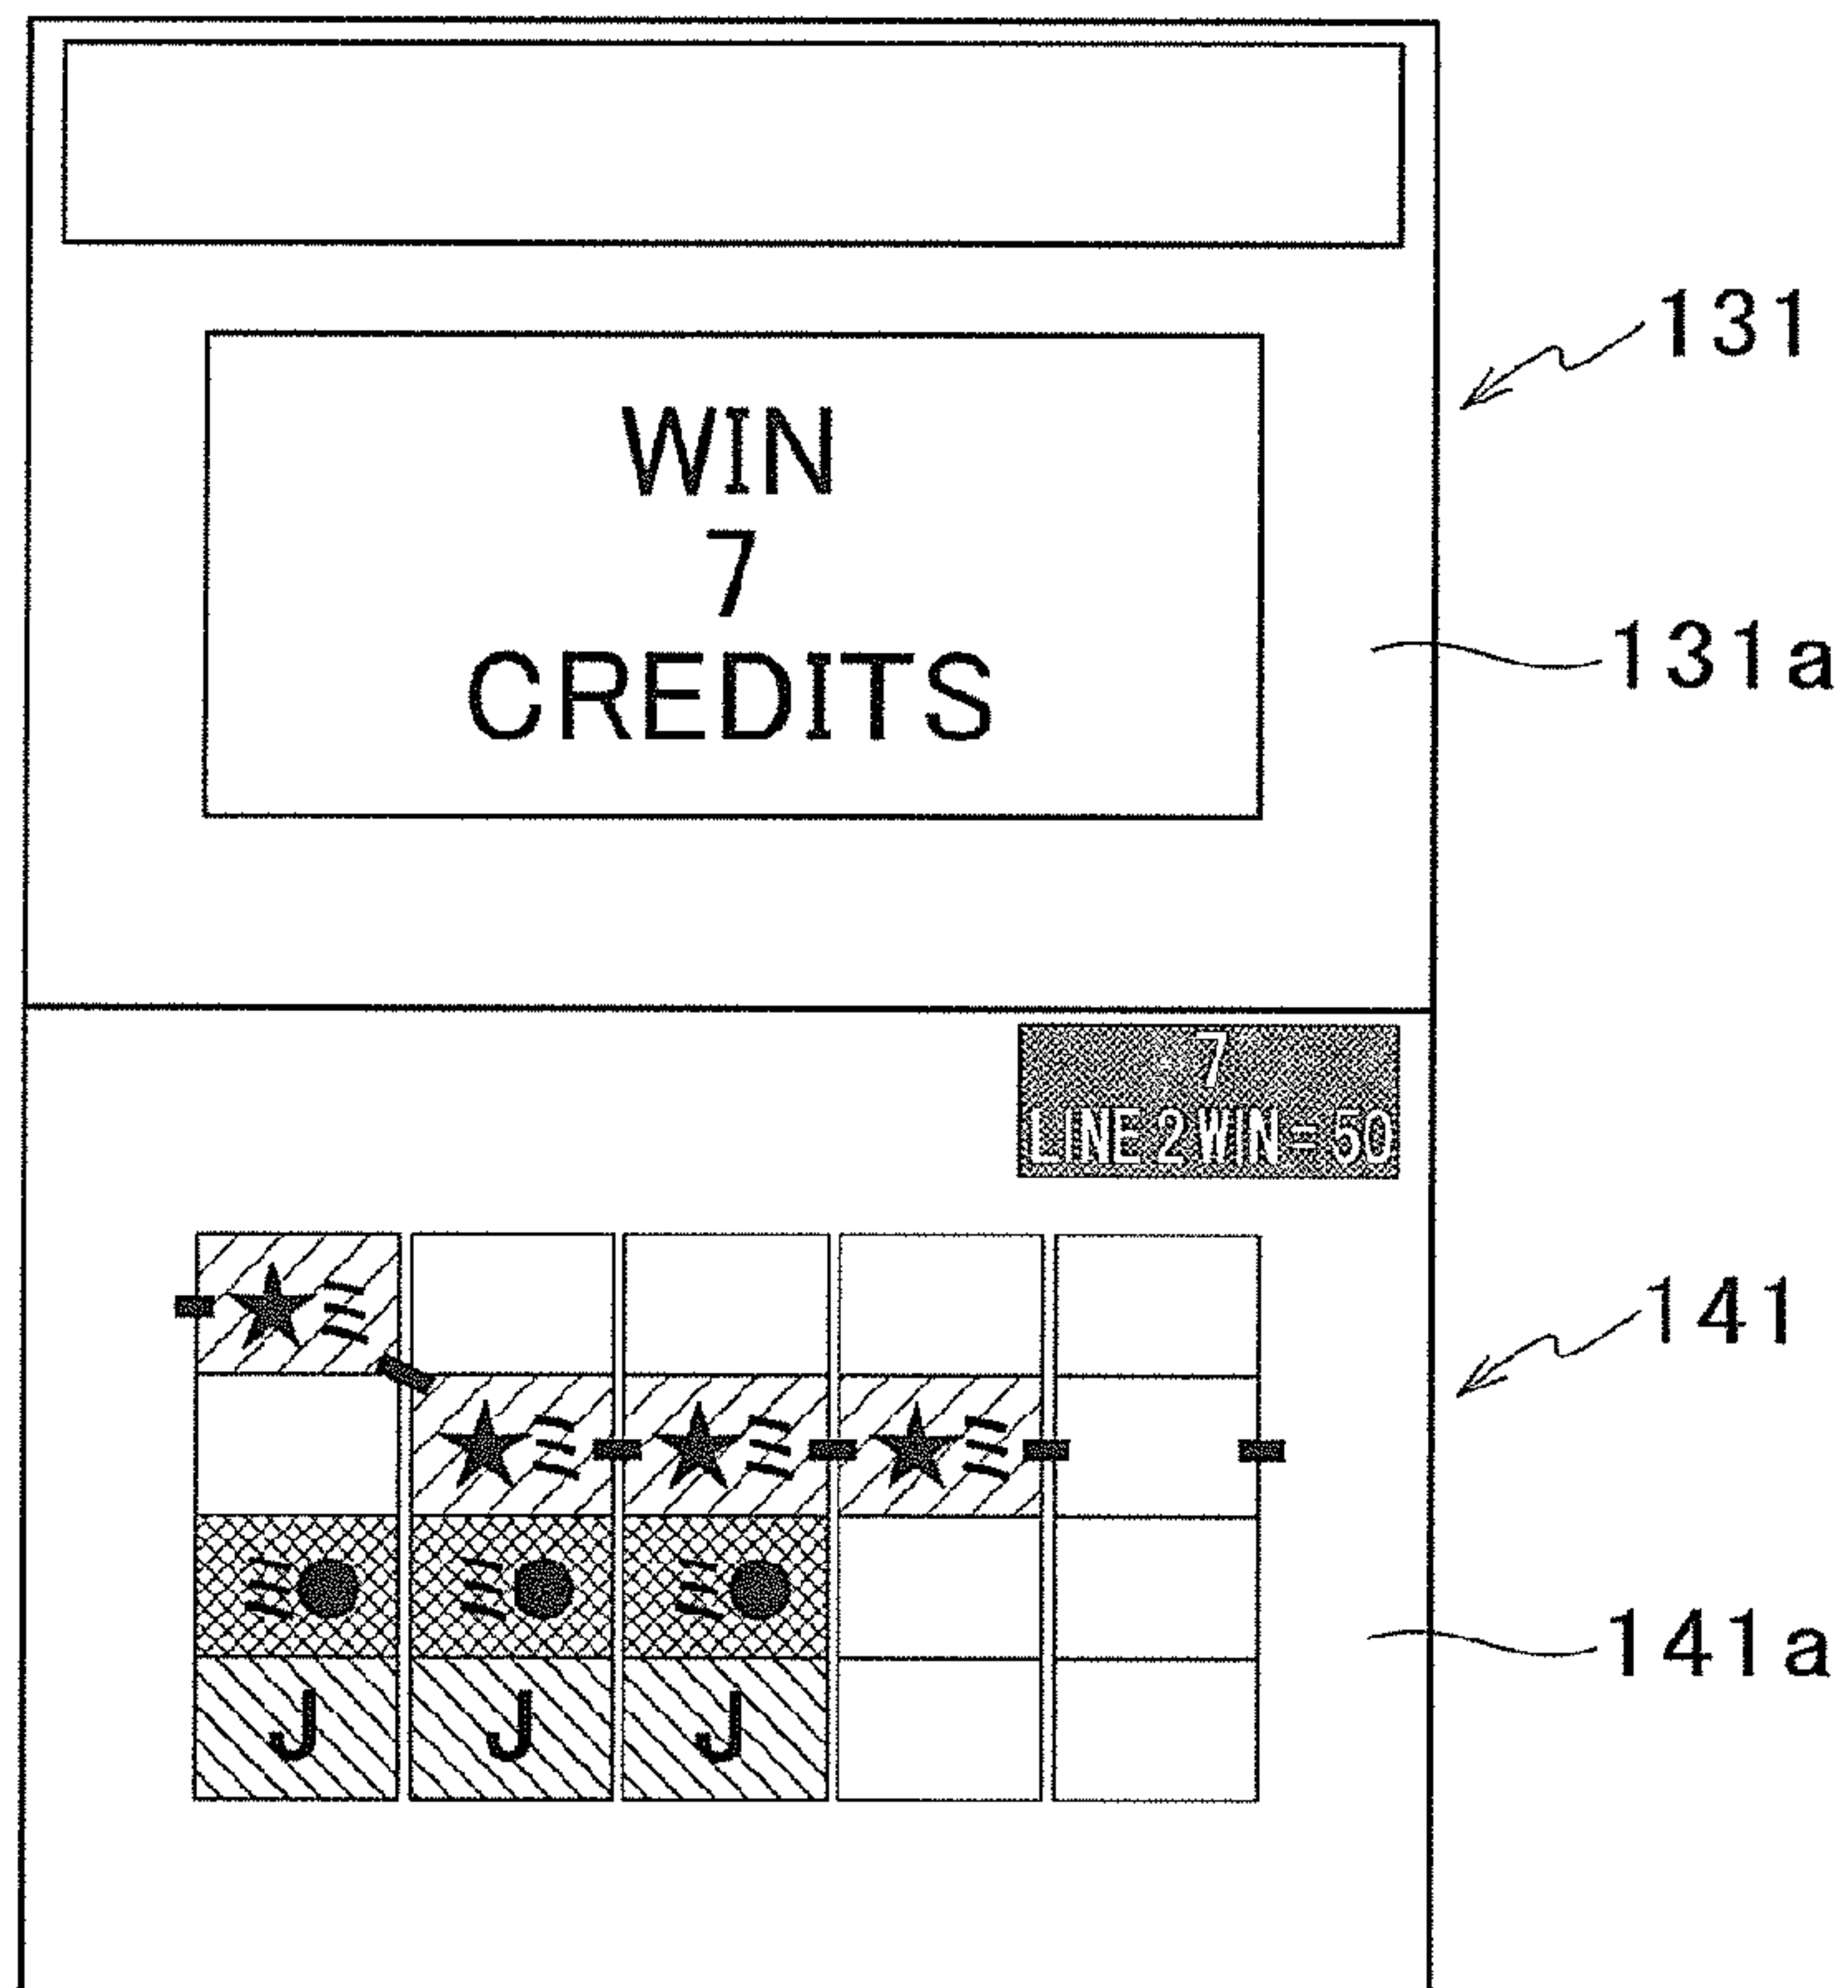 WIN
7
CREDITS
131
131a
7
LINE 2 WIN = 50
141
141a
J J J